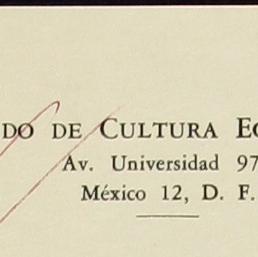 DO DE CULTURA E
Av. Universidad 97
México 12, D. F.